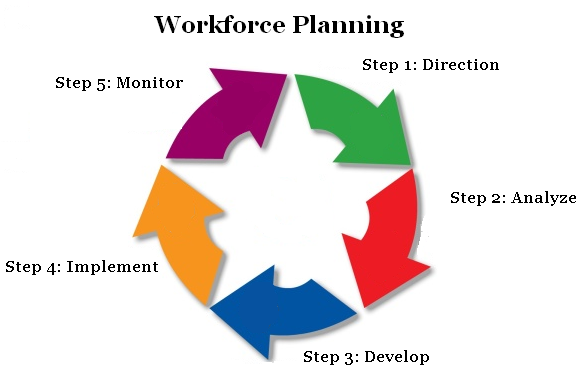 Workforce Planning
Step 1: Direction
Step 2: Analyze
Step 3: Develop
Step 4: Implement
Step 5: Monitor